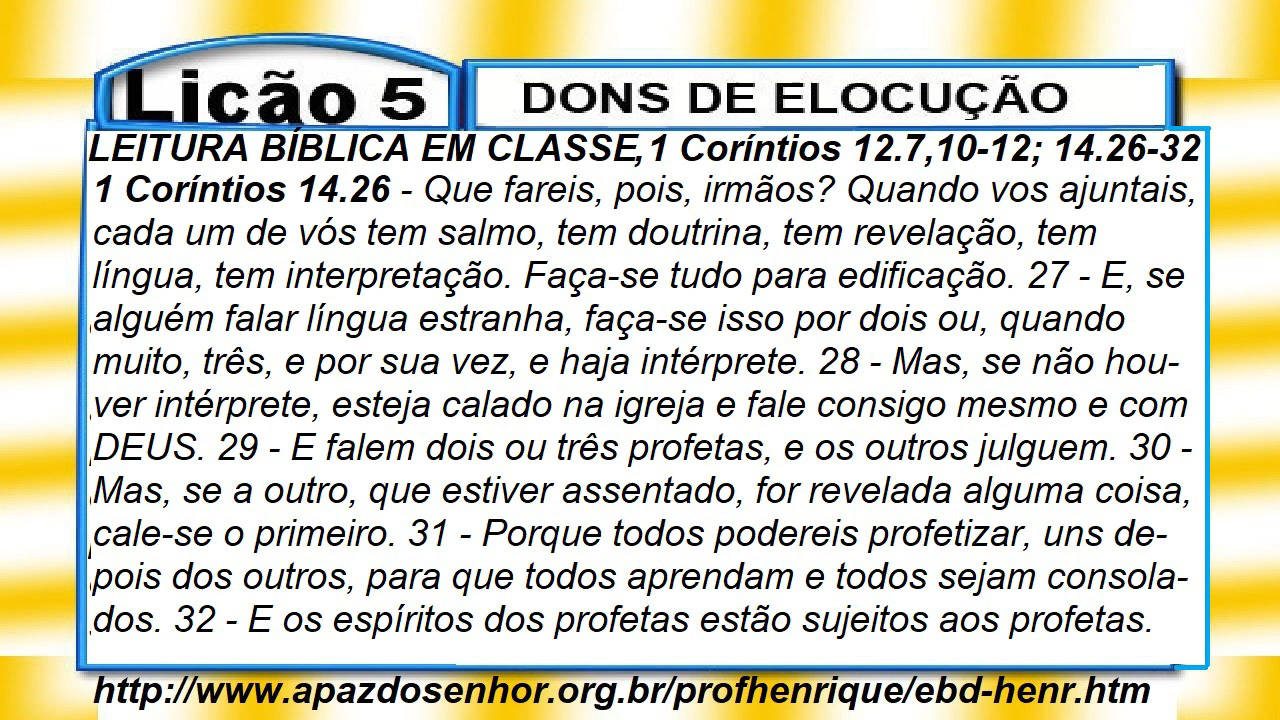 Lição 5
DONS DE ELOCUÇÃO
LEITURA BÍBLICA EM CLASSE,1 Coríntios 12.7,10-12; 14.26-32
1 Coríntios 14.26 - Que fareis, pois, irmãos? Quando vos ajuntais,
cada um de vós tem salmo, tem doutrina, tem revelação, tem
língua, tem interpretação. Faça-se tudo para edificação. 27 - E, se
alguém falar língua estranha, faça-se isso por dois ou, quando
muito, três, e por sua vez, e haja intérprete. 28 - Mas, se não hou-
ver intérprete, esteja calado na igreja e fale consigo mesmo e com
DEUS. 29 - E falem dois ou três profetas, e os outros julguem. 30 -
Mas, se a outro, que estiver assentado, for revelada alguma coisa,
cale-se o primeiro. 31 - Porque todos podereis profetizar, uns de-
pois dos outros, para que todos aprendam e todos sejam consola-
dos. 32 - E os espíritos dos profetas estão sujeitos aos profetas.
http://www.apazdosenhor.org.br/profhenrique/ebd-henr.htm